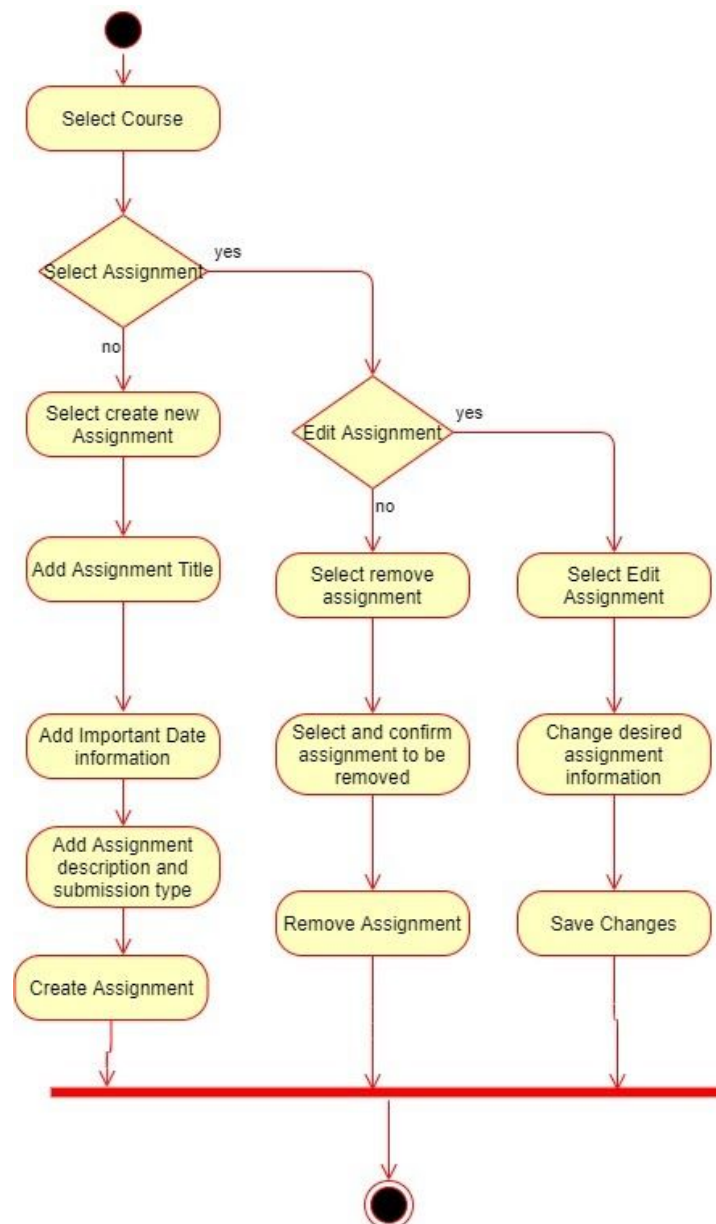 Select Course
Select Assignment
yes
no
Select create new
Assignment
Edit Assignment
yes
no
Add Assignment Title
Select remove
assignment
Select Edit
Assignment
Add Important Date
information
Select and confirm
assignment to be
removed
Change desired
assignment
information
Add Assignment
description and
submission type
Remove Assignment
Save Changes
Create Assignment